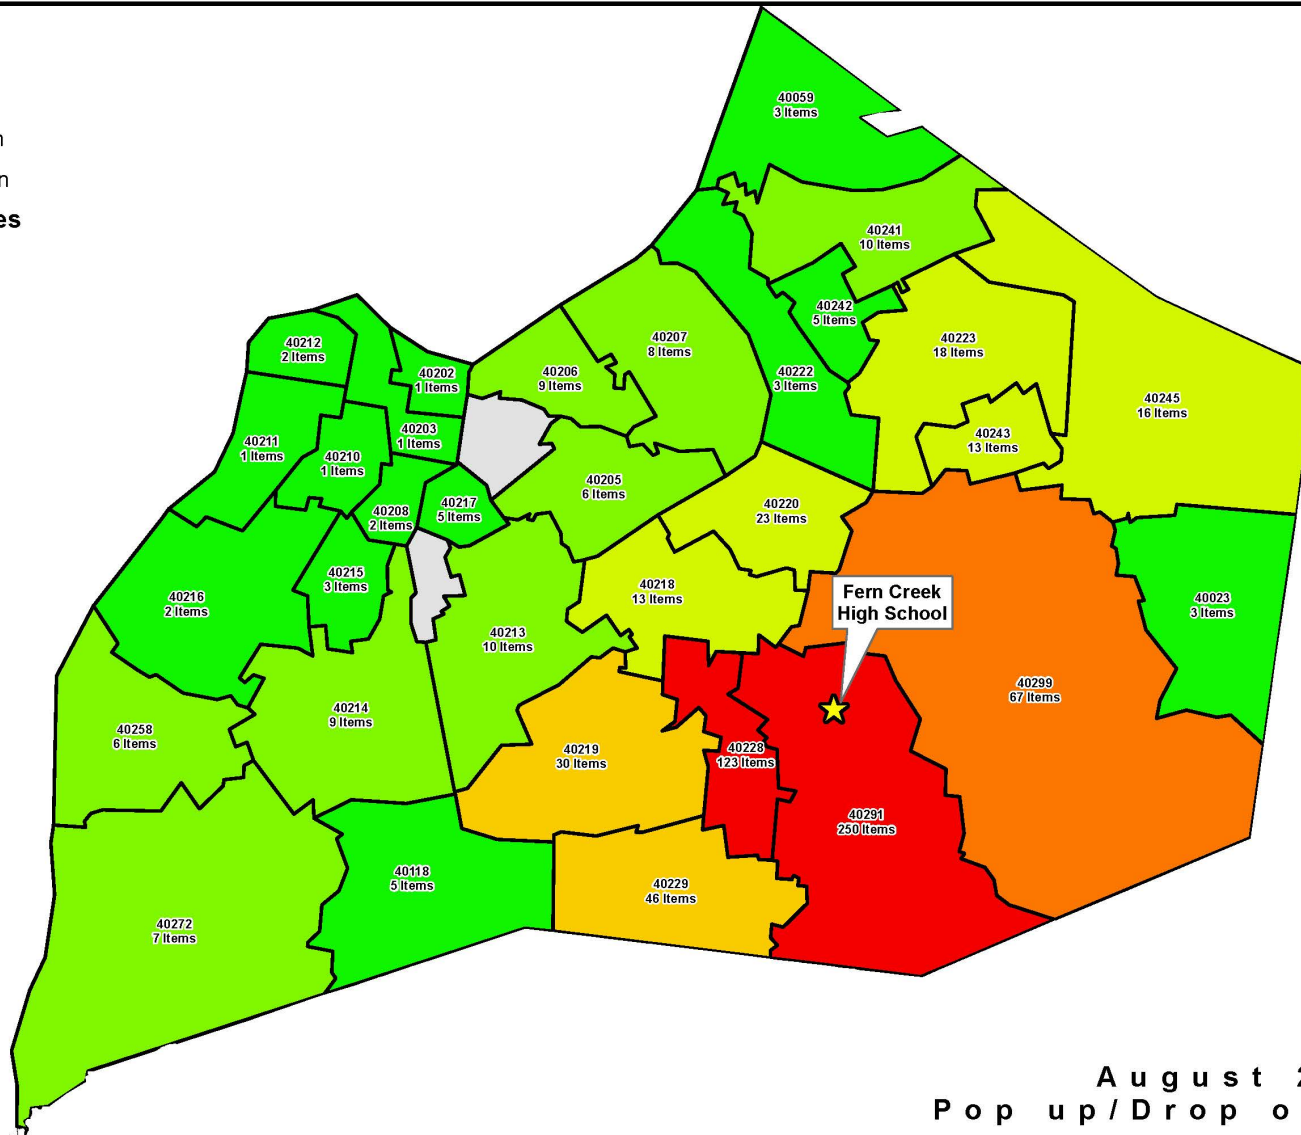 40059
3 Items
40241
10 Items
40242
5 Items
40207
8 Items
40223
18 Items
40212
2 Items
40202
1 Items
40206
9 Items
40222
3 Items
40245
16 Items
40211
1 Items
40210
1 Items
40203
1 Items
40243
13 Items
40205
6 Items
40208
2 Items
40217
5 Items
40220
23 Items
40216
2 Items
40215
3 Items
40218
13 Items
Fern Creek
High School
40023
3 Items
40213
10 Items
40299
67 Items
40258
6 Items
40214
9 Items
40219
30 Items
40228
123 Items
40291
250 Items
40118
5 Items
40229
46 Items
40272
7 Items
August
Pop up/Drop o